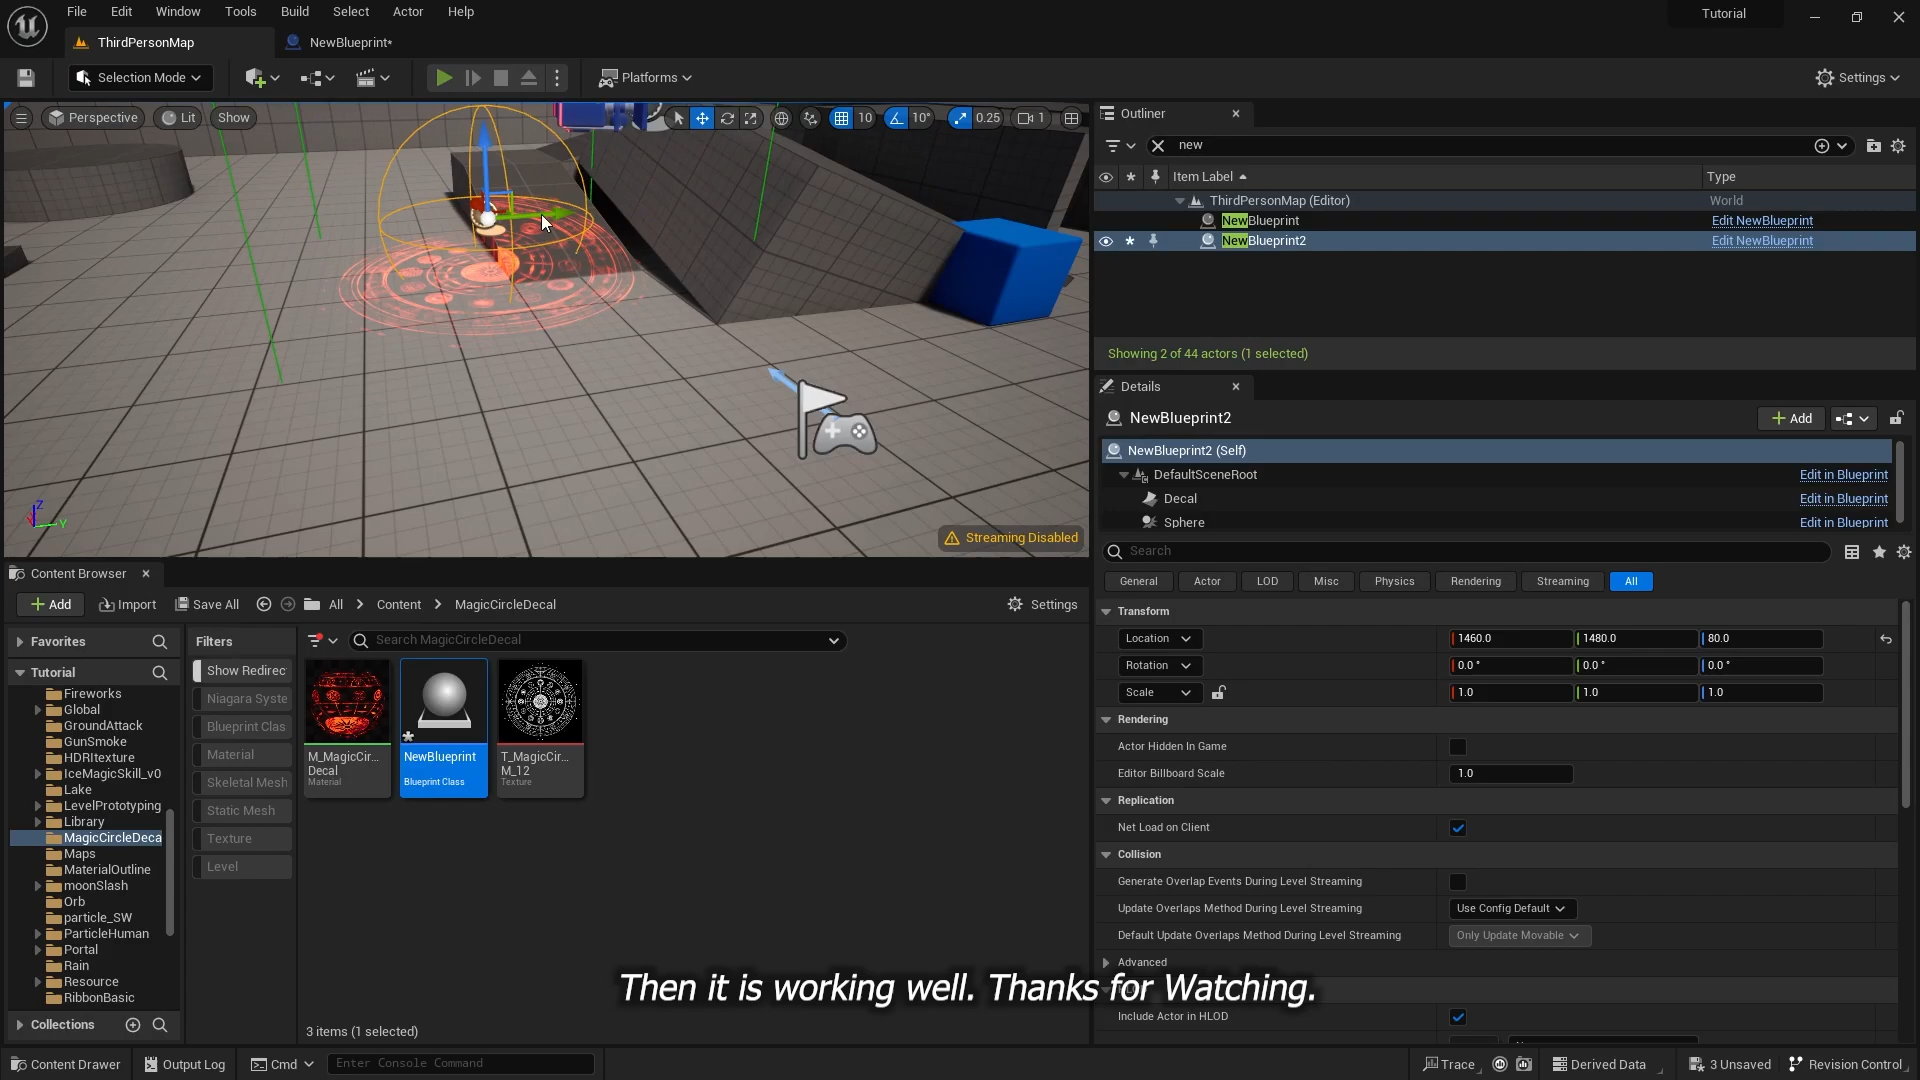 File Edit Window Tools Build Select Actor Help
Tutorial
ThirdPersonMap
NewBlueprint*
Selection Mode
Platforms
Settings
Perspective
Lit
Show
10
10°
0.25
1
Streaming Disabled
Outliner
new
Item Label
Type
ThirdPersonMap (Editor)
World
NewBlueprint
Edit NewBlueprint
NewBlueprint2
Edit NewBlueprint
Showing 2 of 44 actors (1 selected)
Details
NewBlueprint2
Add
NewBlueprint2 (Self)
DefaultSceneRoot
Edit in Blueprint
Decal
Edit in Blueprint
Sphere
Edit in Blueprint
Search
General
Actor
LOD
Misc
Physics
Rendering
Streaming
All
Transform
Location
1460.0
1480.0
80.0
Rotation
0.0 °
0.0 °
0.0 °
Scale
1.0
1.0
1.0
Rendering
Actor Hidden In Game
Editor Billboard Scale
1.0
Replication
Net Load on Client
Collision
Generate Overlap Events During Level Streaming
Update Overlaps Method During Level Streaming
Use Config Default
Default Update Overlaps Method During Level Streaming
Only Update Movable
Advanced
Include Actor in HLOD
Content Browser
Add
Import
Save All
All
Content
MagicCircleDecal
Settings
Favorites
Tutorial
Fireworks
Global
GroundAttack
GunSmoke
HDRItexture
IceMagicSkill_v0
Lake
LevelPrototyping
Library
MagicCircleDeca
Maps
MaterialOutline
moonSlash
Orb
particle_SW
ParticleHuman
Portal
Rain
Resource
RibbonBasic
Collections
Filters
Show Redirec
Niagara Syste
Blueprint Clas
Material
Skeletal Mesh
Static Mesh
Texture
Level
Search MagicCircleDecal
M_MagicCir...
Decal
Material
NewBlueprint
Blueprint Class
T_MagicCir...
M_12
Texture
3 items (1 selected)
Then it is working well. Thanks for Watching.
Content Drawer
Output Log
Cmd
Enter Console Command
Trace
Derived Data
3 Unsaved
Revision Control